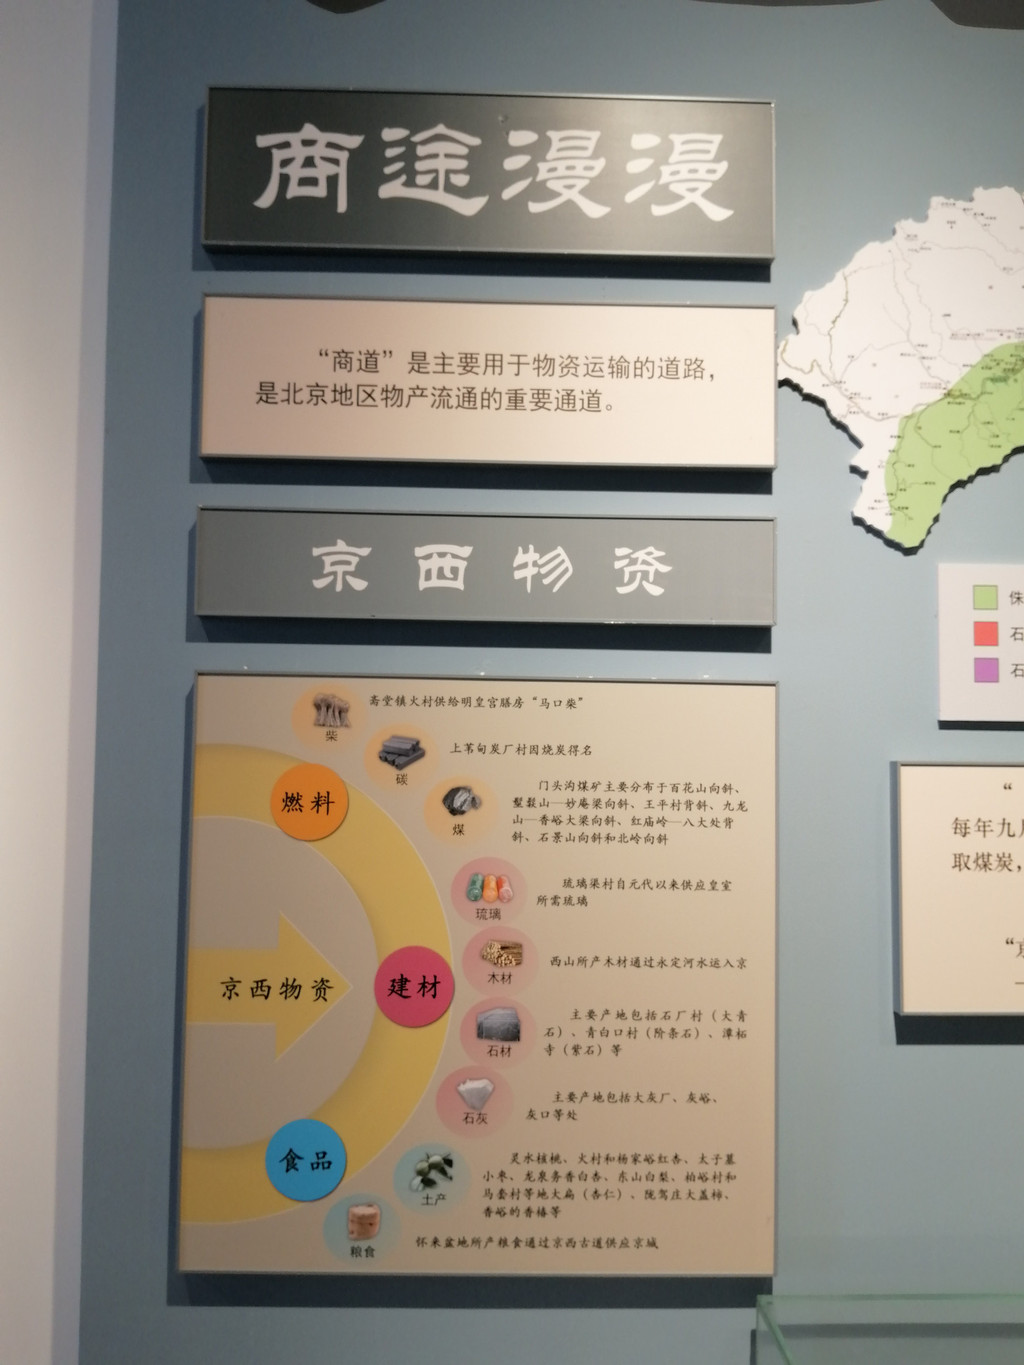 商途漫漫
“商道”是主要用于物资运输的道路，
是北京地区物产流通的重要通道。
京西物资
柴
斋堂镇火村供给明皇宫膳房“马口柴”
碳
上苇甸炭厂村因烧炭得名
燃料
煤
门头沟煤矿主要分布于百花山向斜、
髽髻山—妙庵梁向斜、王平村背斜、九龙
山—香峪大梁向斜、红庙岭—八大处背
斜、石景山向斜和北岭向斜
琉璃
琉璃渠村自元代以来供应皇室
所需琉璃
木材
西山所产木材通过永定河水运入京
京西物资
建材
石材
主要产地包括石厂村（大青
石）、青白口村（阶条石）、潭柘
寺（紫石）等
石灰
主要产地包括大灰厂、灰峪、
灰口等处
食品
土产
灵水核桃、火村和杨家峪红杏、太子墓
小枣、龙泉务香白杏、东山白梨、柏峪村和
马套村等地大扁（杏仁）、陇驾庄大盖柿、
香峪的香椿等
粮食
怀来盆地所产粮食通过京西古道供应京城
侏
石
石
“
每年九月
取煤炭，
“京